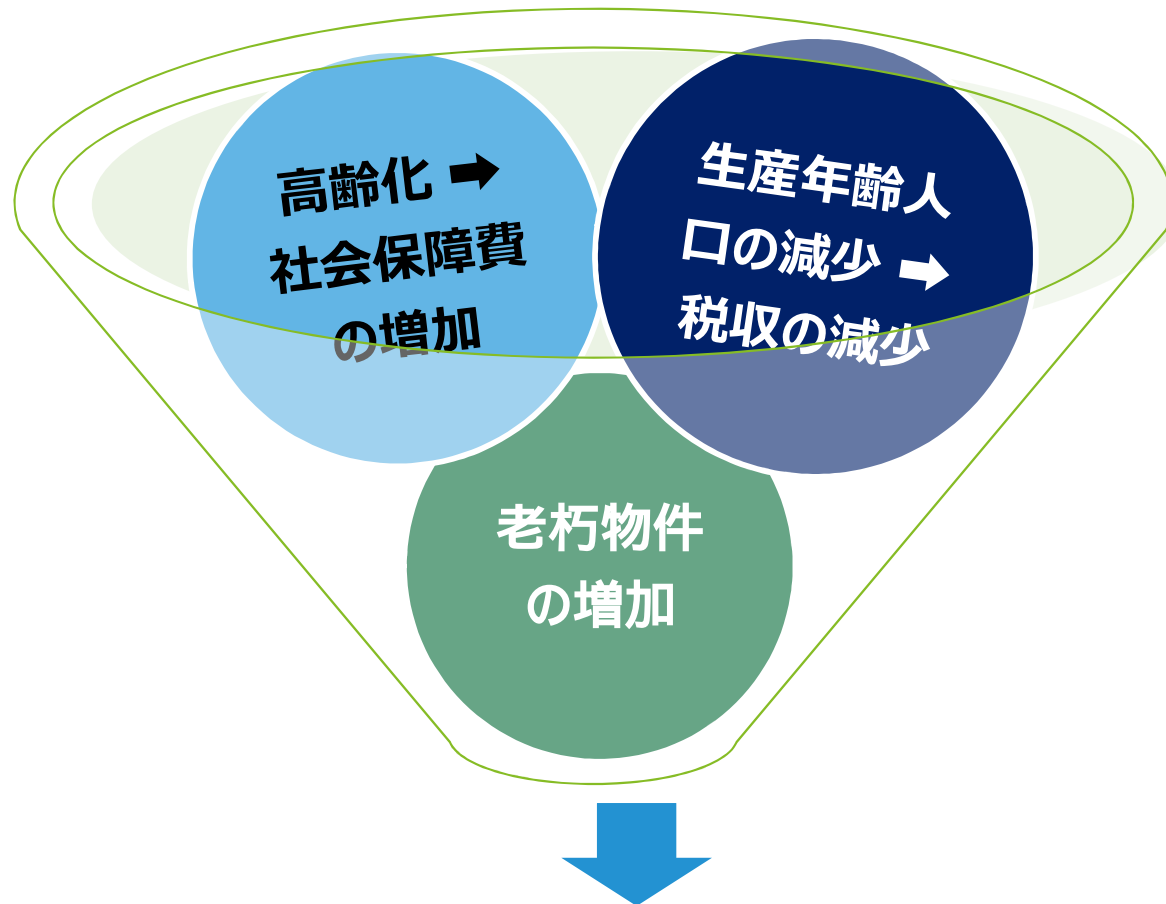 高齢化 ➡
社会保障費
の増加
生産年齢人
口の減少 ➡
税収の減少
老朽物件
の増加